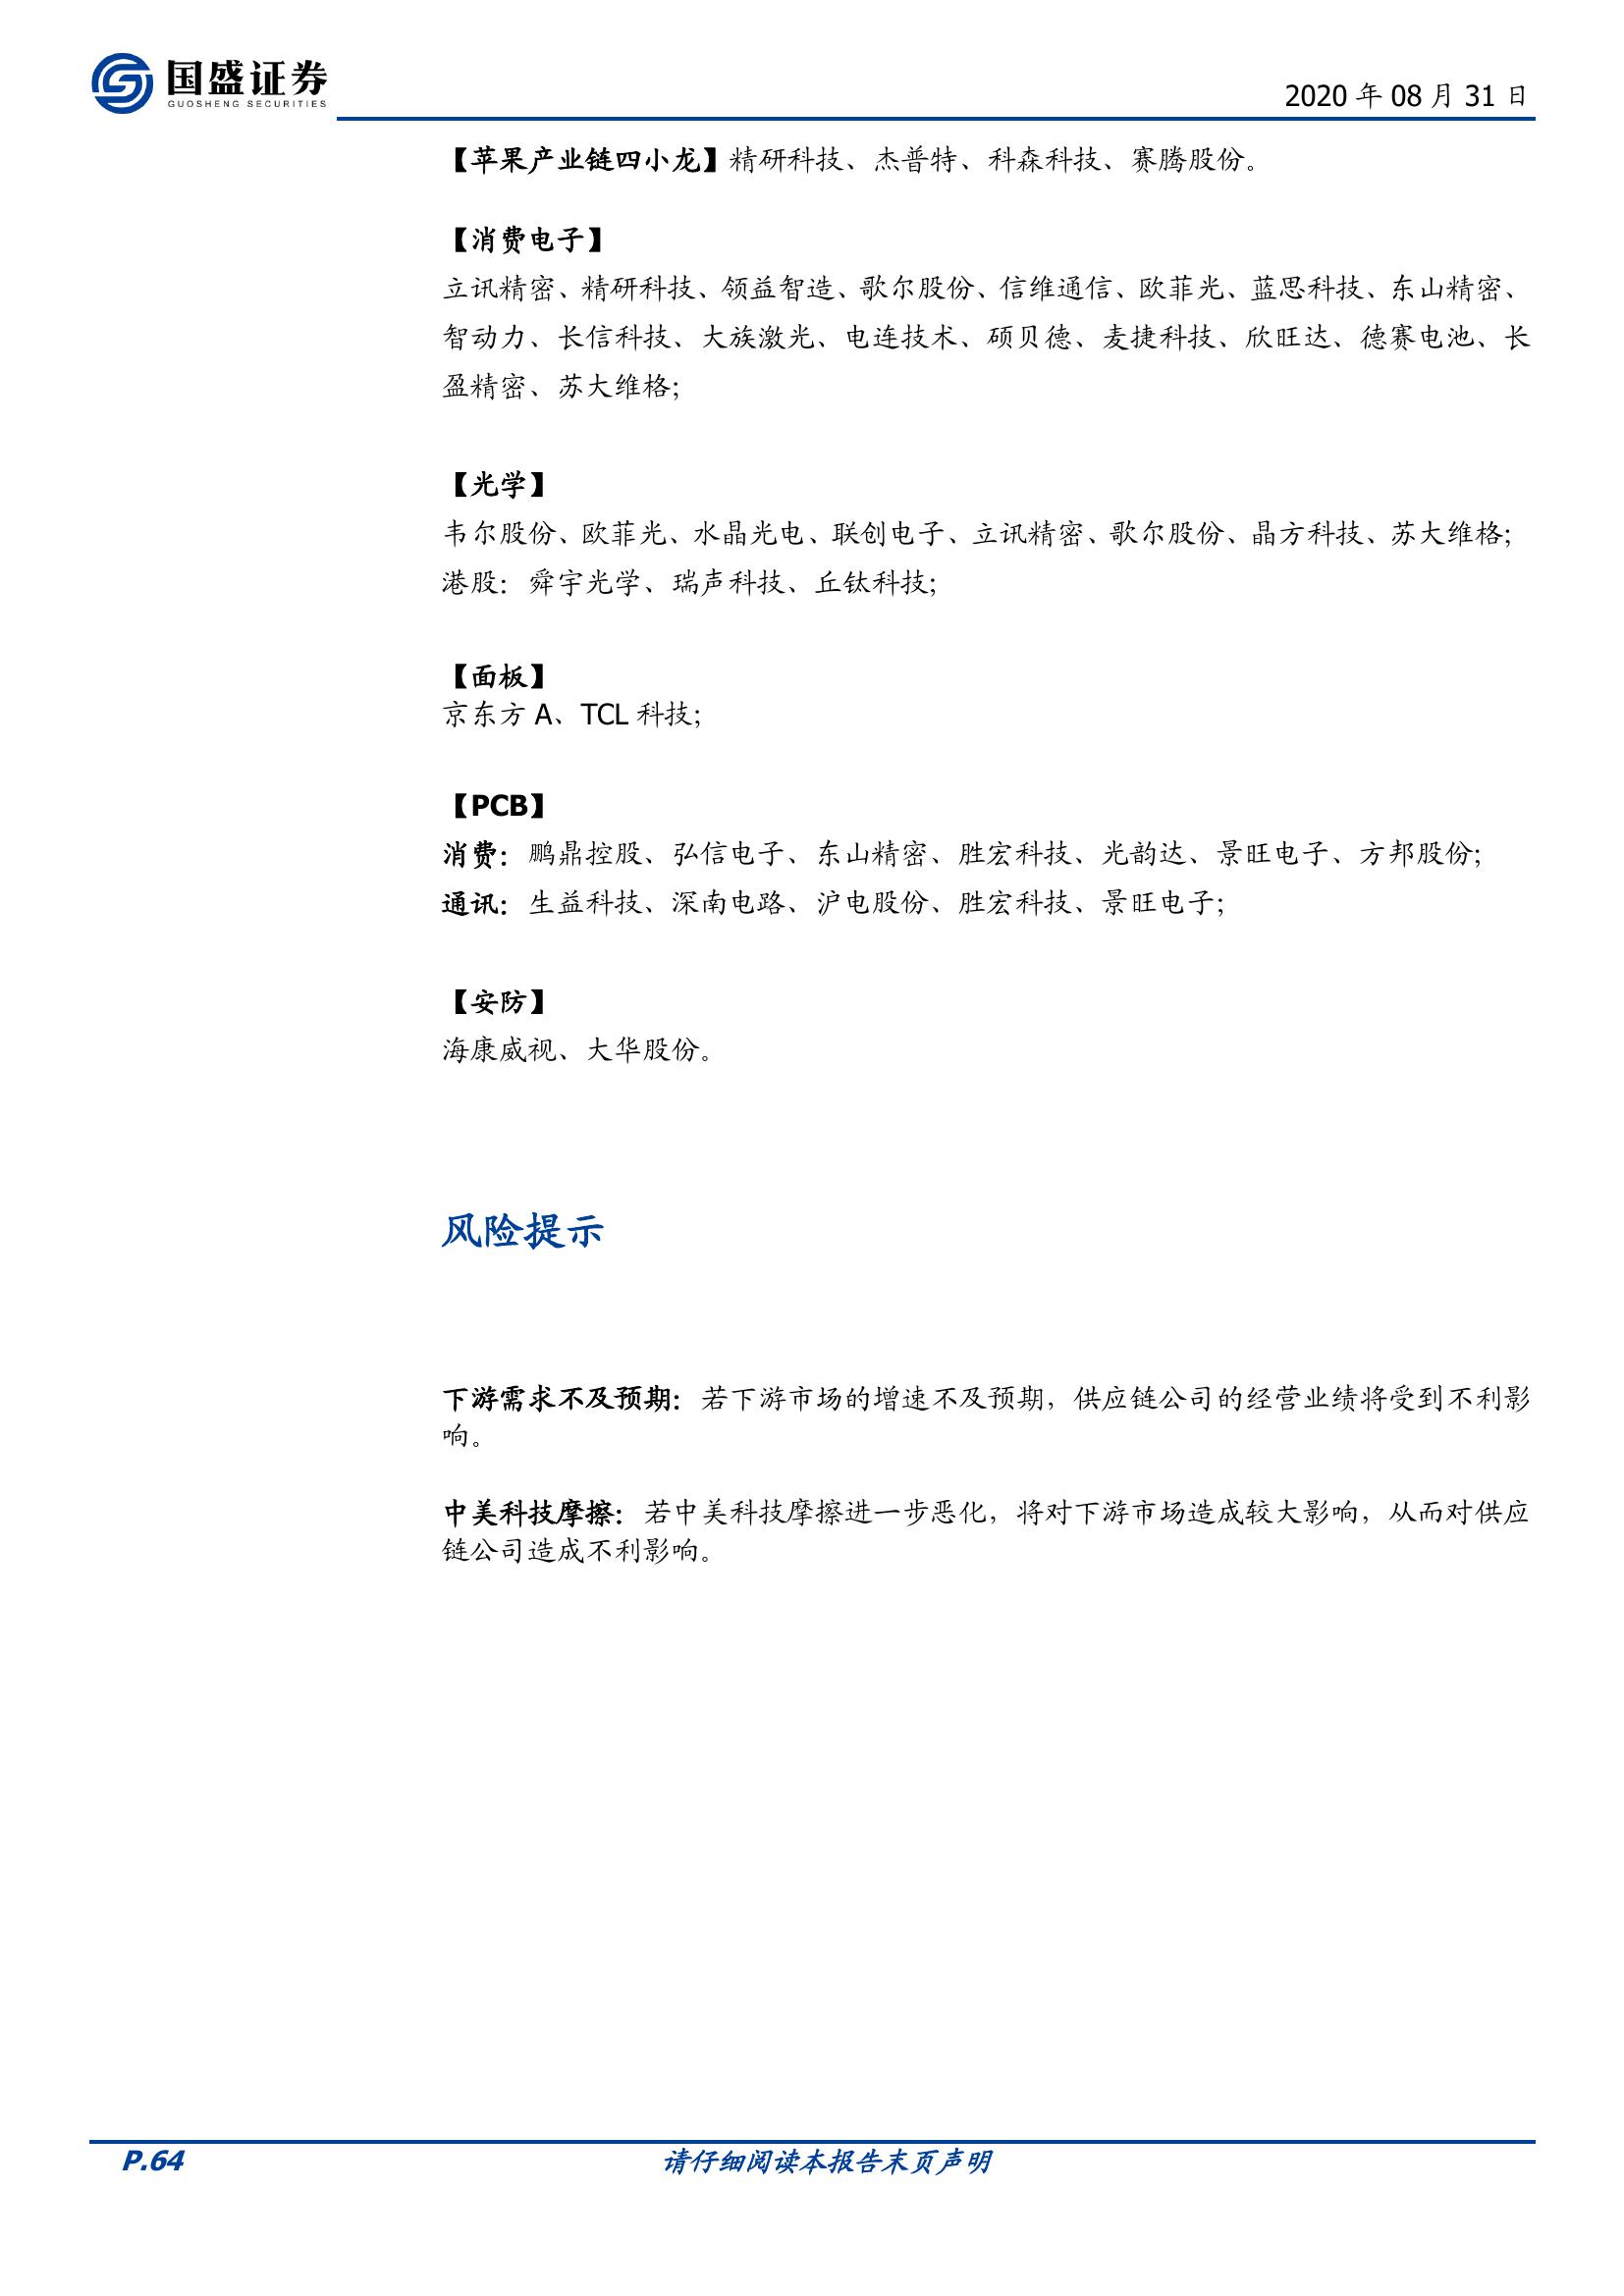 国盛证券
GUOSHENG SECURITIES
2020 年 08 月 31 日
【苹果产业链四小龙】精研科技、杰普特、科森科技、赛腾股份。
【消费电子】
立讯精密、精研科技、领益智造、歌尔股份、信维通信、欧菲光、蓝思科技、东山精密、
智动力、长信科技、大族激光、电连技术、硕贝德、麦捷科技、欣旺达、德赛电池、长
盈精密、苏大维格;
【光学】
韦尔股份、欧菲光、水晶光电、联创电子、立讯精密、歌尔股份、晶方科技、苏大维格;
港股：舜宇光学、瑞声科技、丘钛科技;
【面板】
京东方 A、TCL 科技;
【PCB】
消费：鹏鼎控股、弘信电子、东山精密、胜宏科技、光韵达、景旺电子、方邦股份;
通讯：生益科技、深南电路、沪电股份、胜宏科技、景旺电子;
【安防】
海康威视、大华股份。
风险提示
下游需求不及预期：若下游市场的增速不及预期，供应链公司的经营业绩将受到不利影
响。
中美科技摩擦：若中美科技摩擦进一步恶化，将对下游市场造成较大影响，从而对供应
链公司造成不利影响。
P.64
请仔细阅读本报告末页声明